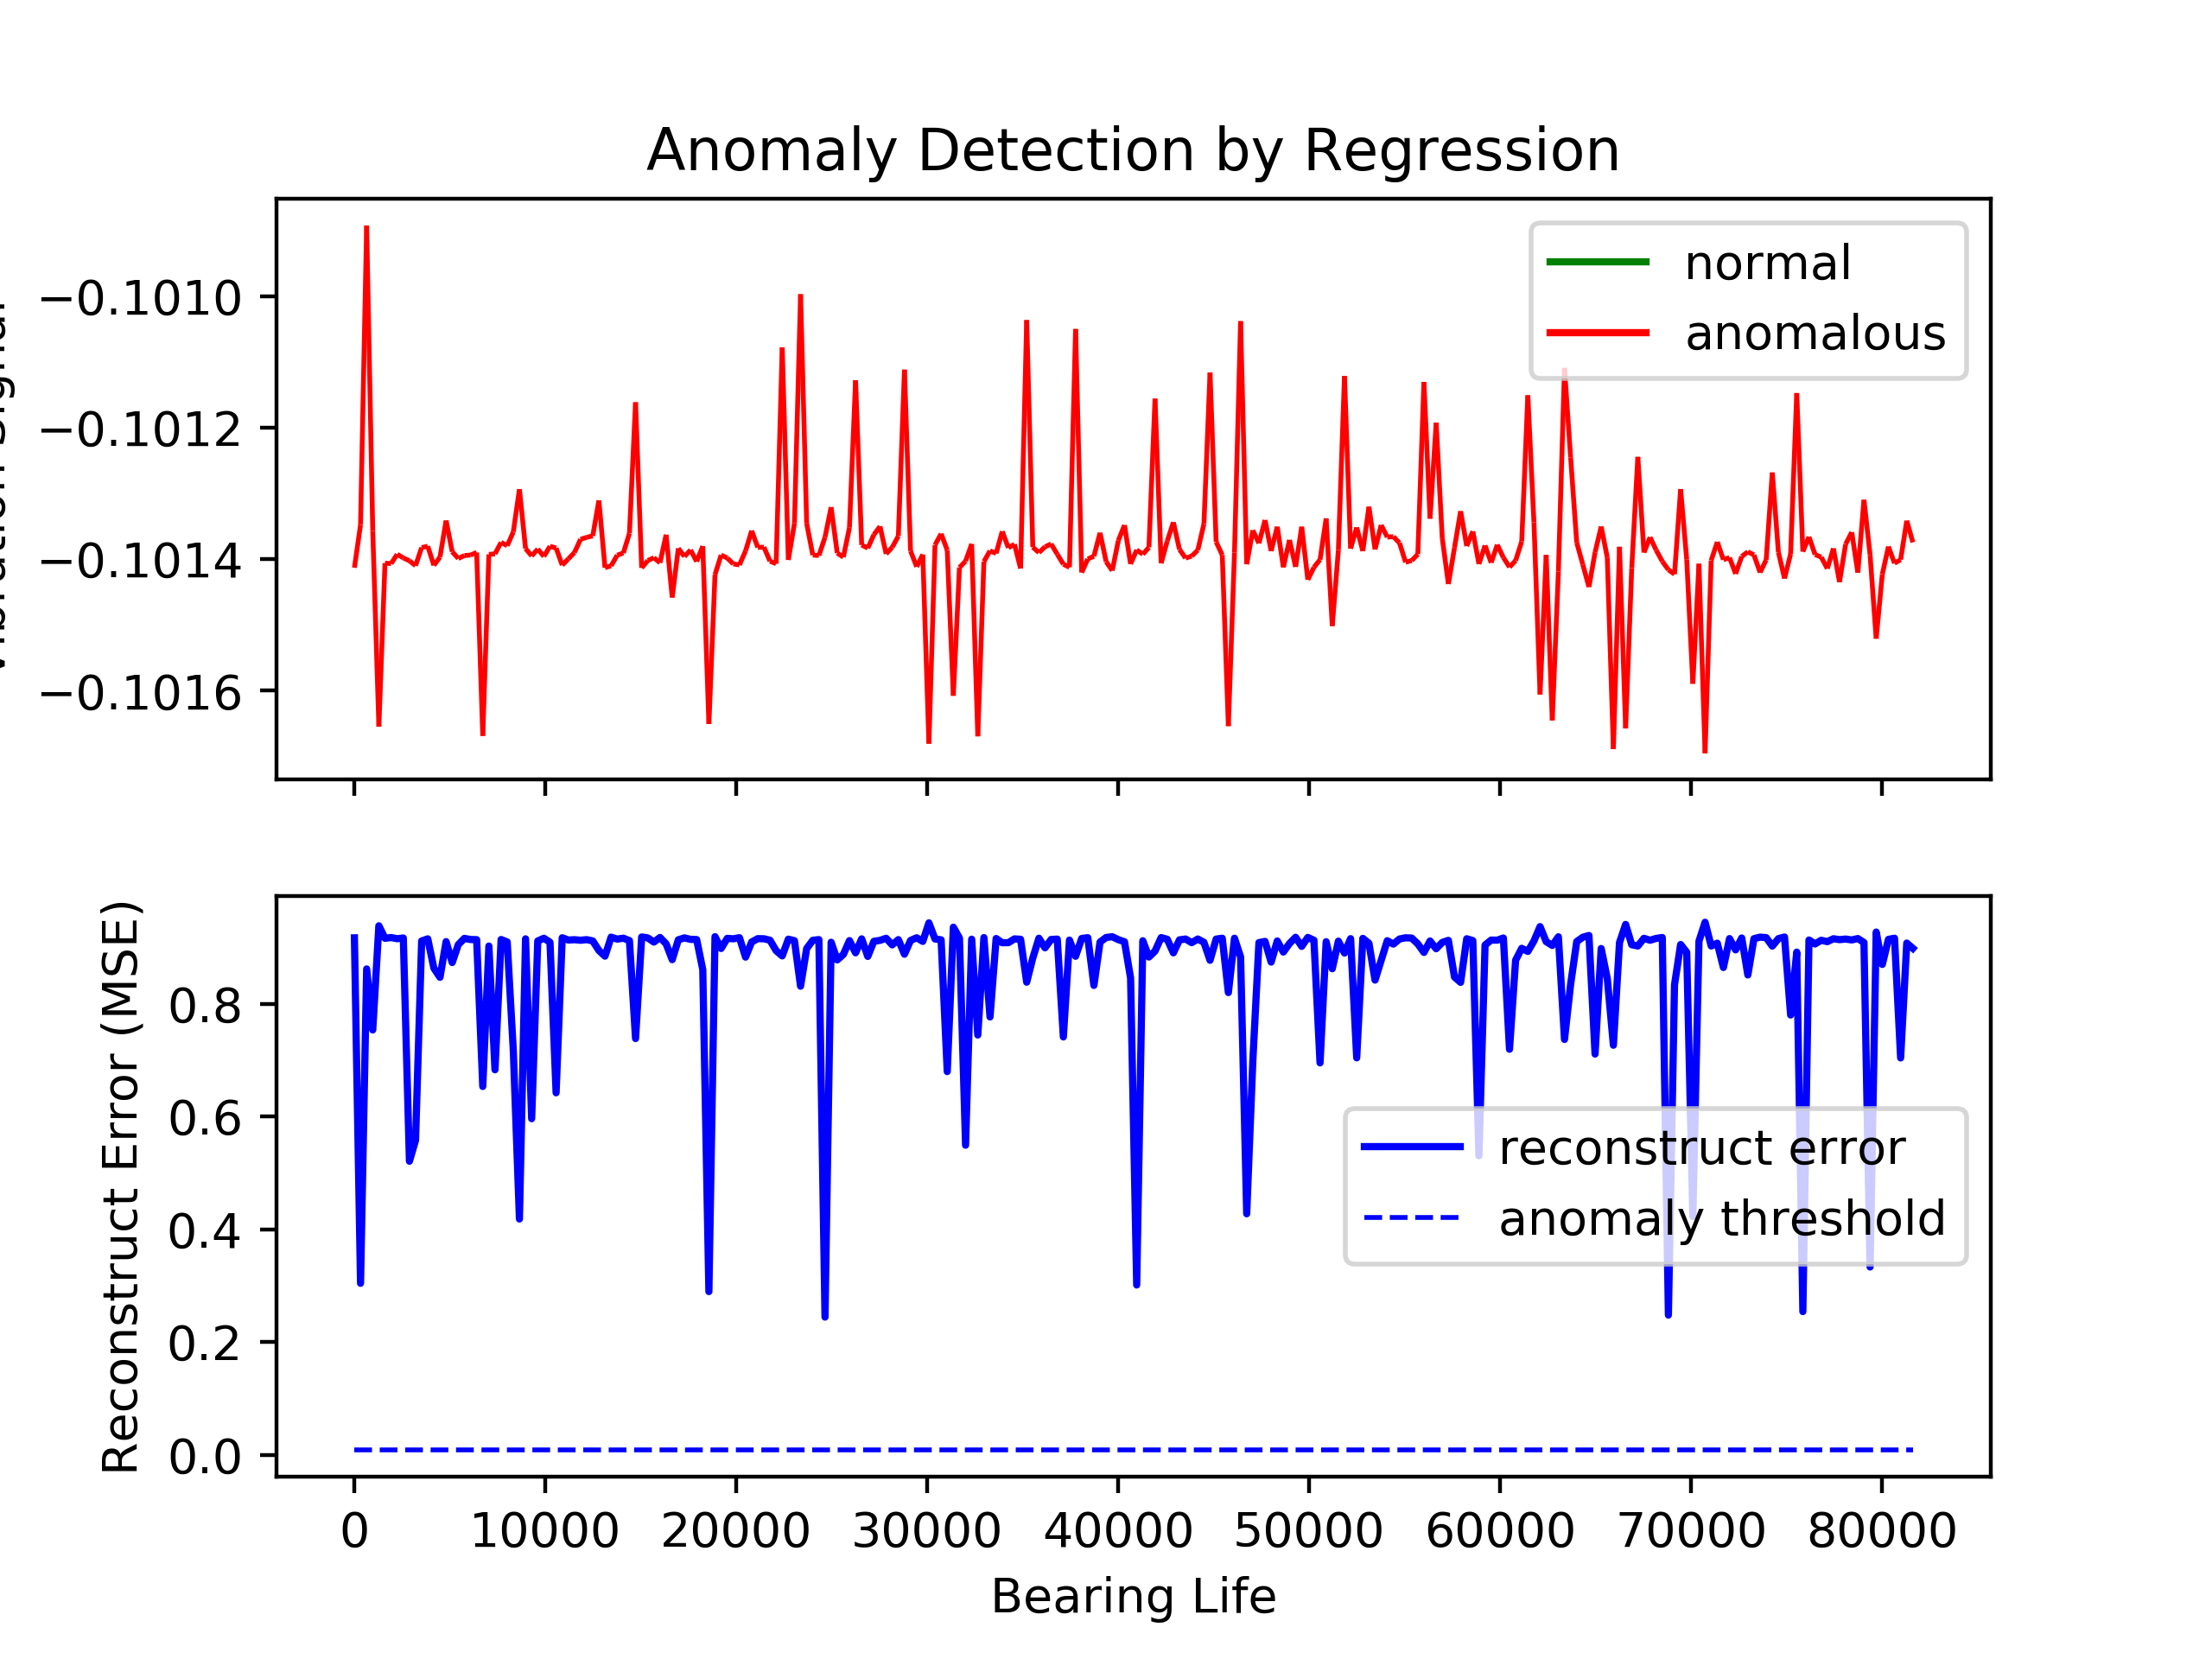 Anomaly Detection by Regression
normal
anomalous
−0.1010
−0.1012
−0.1014
−0.1016
reconstruct error
anomaly threshold
Reconstruct Error (MSE)
0.8
0.6
0.4
0.2
0.0
0 10000 20000 30000 40000 50000 60000 70000 80000
Bearing Life